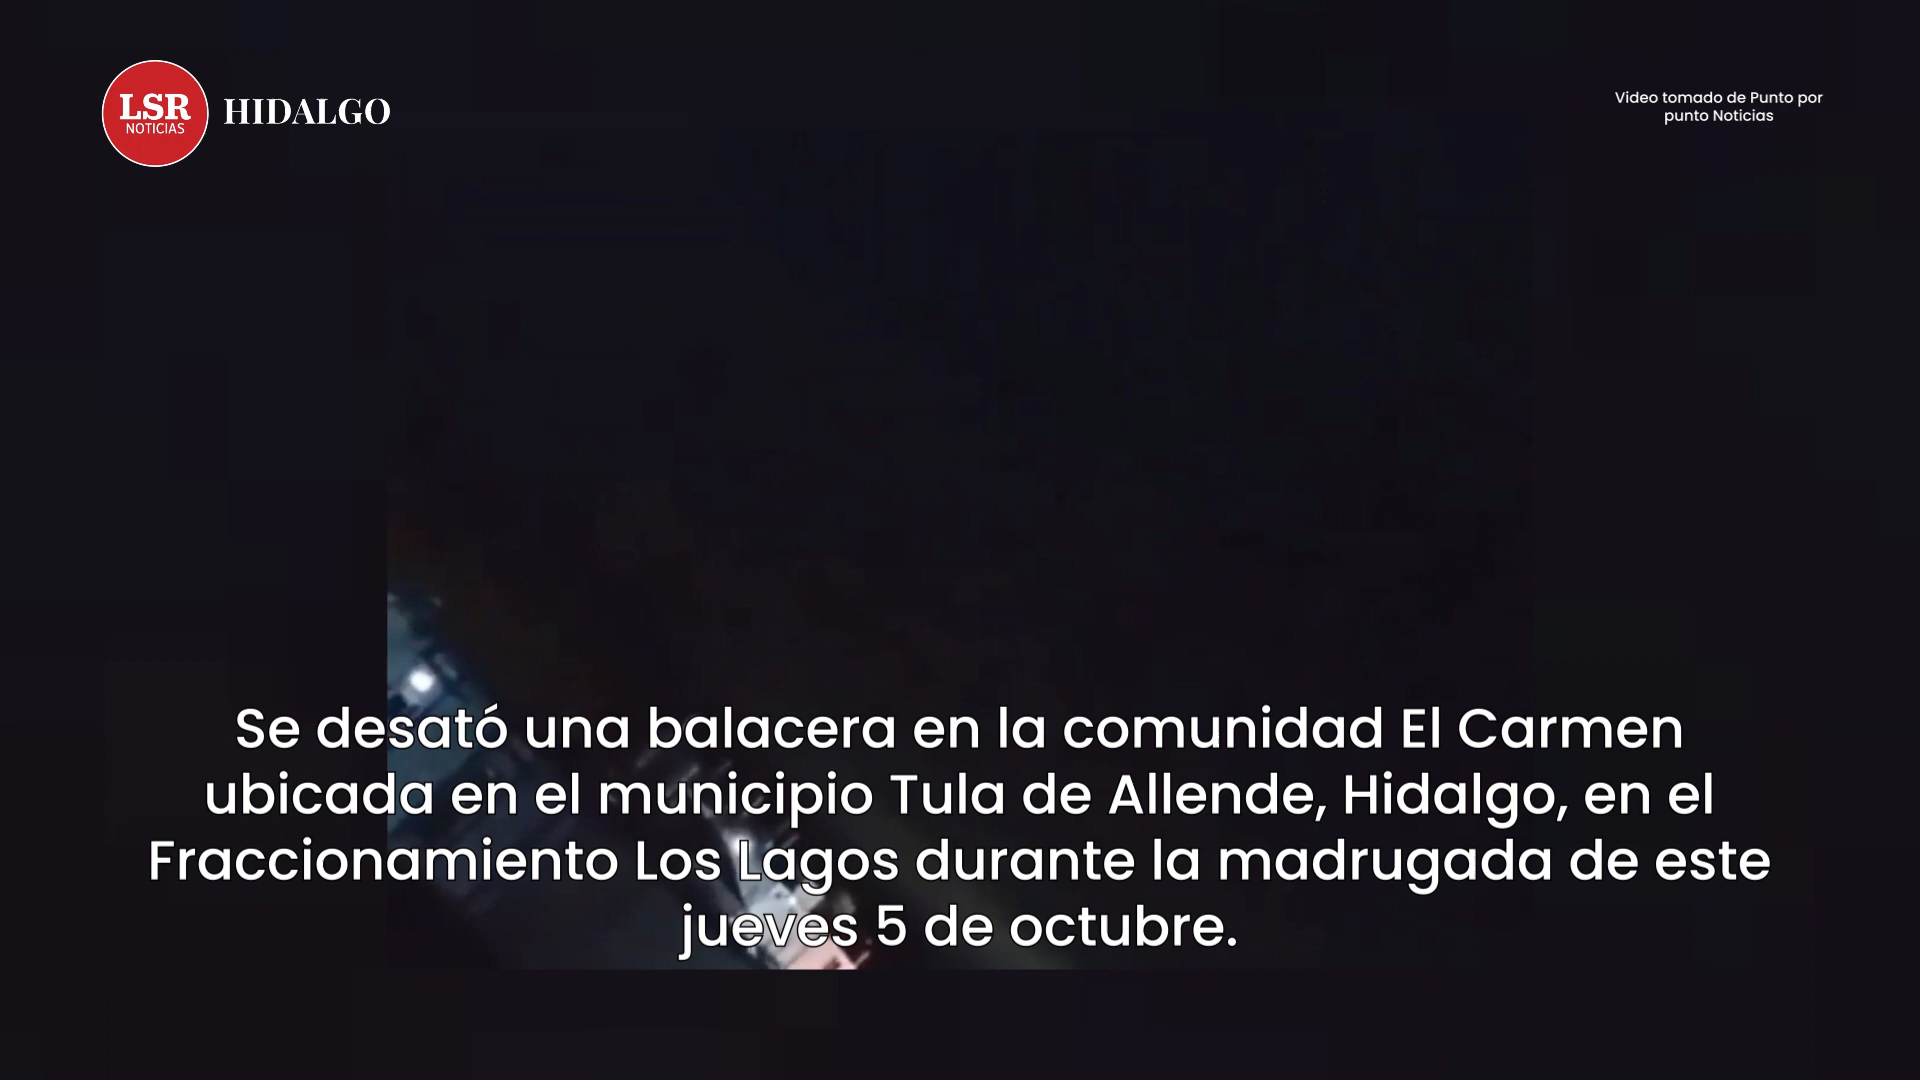 LSR
NOTICIAS
HIDALGO
Video tomado de Punto por
punto Noticias
Se desató una balacera en la comunidad El Carmen
ubicada en el municipio Tula de Allende, Hidalgo, en el
Fraccionamiento Los Lagos durante la madrugada de este
jueves 5 de octubre.